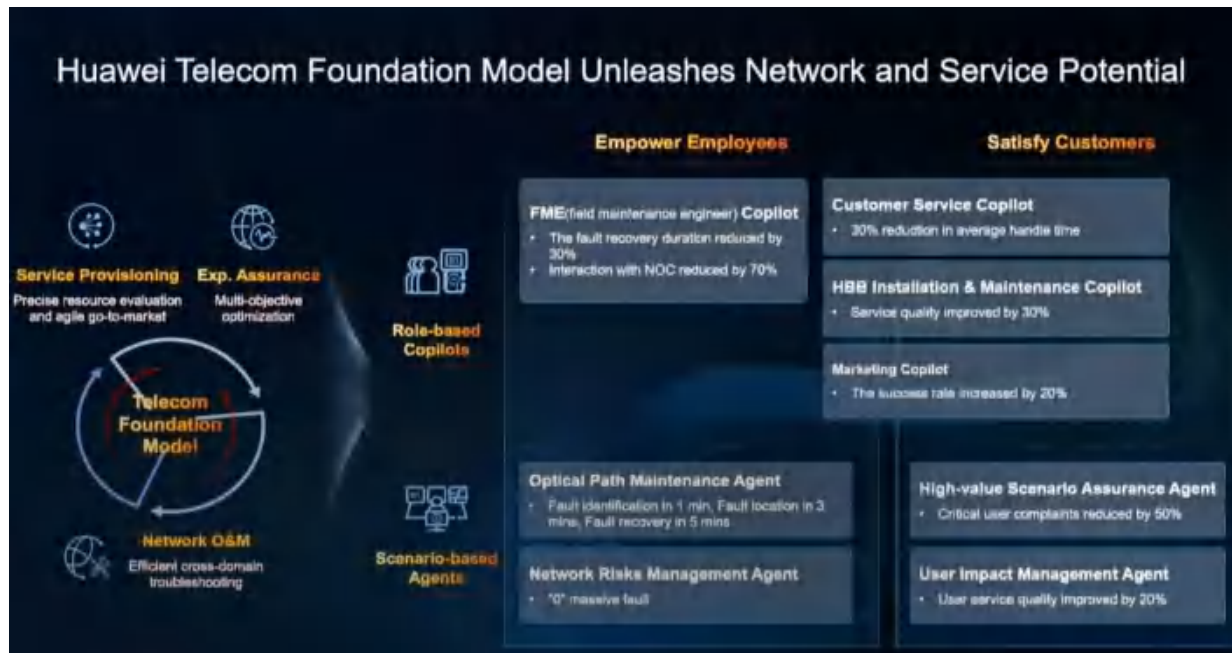 Huawei Telecom Foundation Model Unleashes Network and Service Potential
Empower Employees
Satisfy Customers
Service Provisioning
Precise resource evaluation
and agile go-to-market
Exp. Assurance
Multi-objective
optimization
Telecom
Foundation
Model
Network O&M
Efficient cross-domain
troubleshooting
Role-based
Copilots
FME(field maintenance engineer) Copilot
• The fault recovery duration reduced by
30%
• Interaction with NOC reduced by 70%
Customer Service Copilot
• 30% reduction in average handle time
HBB Installation & Maintenance Copilot
• Service quality improved by 30%
Marketing Copilot
• The success rate increased by 20%
Scenario-based
Agents
Optical Path Maintenance Agent
• Fault identification in 1 min, Fault location in 3
mins, Fault recovery in 5 mins
Network Risks Management Agent
• "0" massive fault
High-value Scenario Assurance Agent
• Critical user complaints reduced by 50%
User Impact Management Agent
• User service quality improved by 20%